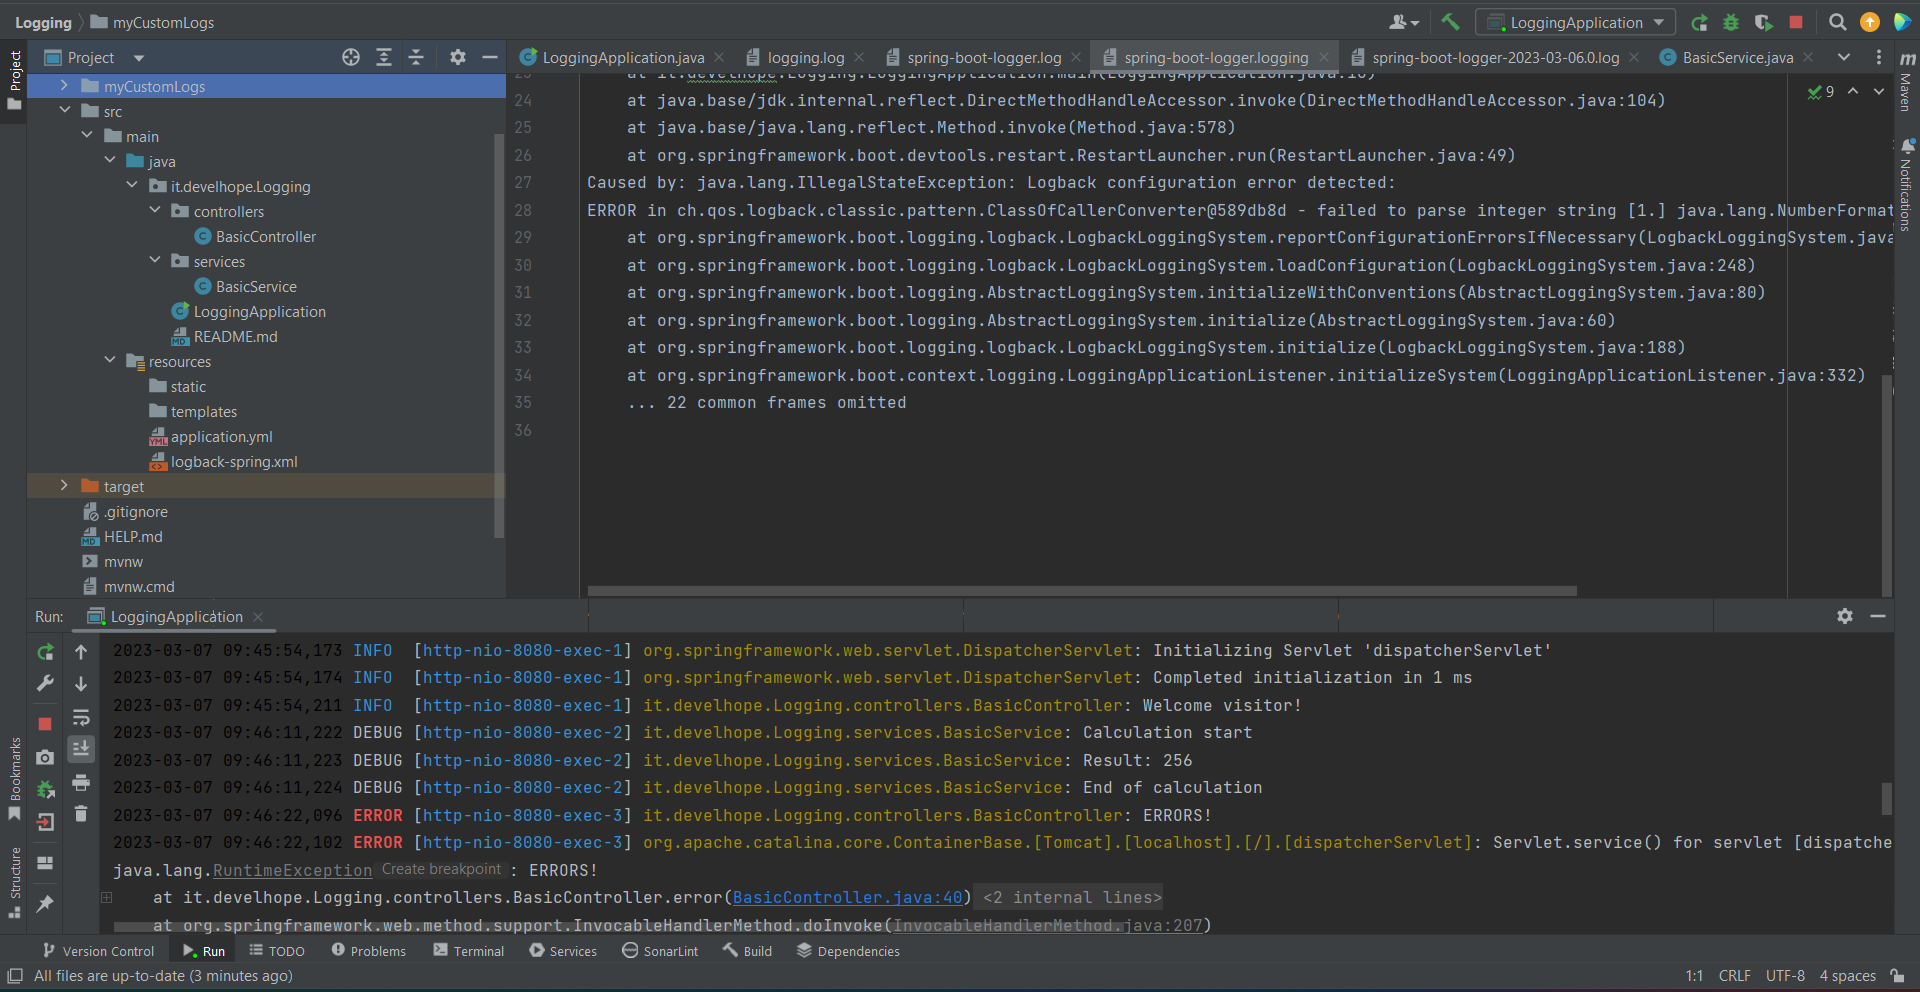 Logging myCustomLogs LoggingApplication
Project
LoggingApplication.java logging.log spring-boot-logger.log spring-boot-logger.logging spring-boot-logger-2023-03-06.0.log BasicService.java
Project
myCustomLogs
src
main
java
it.develhope.Logging
controllers
BasicController
services
BasicService
LoggingApplication
README.md
resources
static
templates
application.yml
logback-spring.xml
target
.gitignore
HELP.md
mvnw
mvnw.cmd
9
m Maven
Notifications
24 at java.base/jdk.internal.reflect.DirectMethodHandleAccessor.invoke(DirectMethodHandleAccessor.java:104)
25 at java.base/java.lang.reflect.Method.invoke(Method.java:578)
26 at org.springframework.boot.devtools.restart.RestartLauncher.run(RestartLauncher.java:49)
27 Caused by: java.lang.IllegalStateException: Logback configuration error detected:
28 ERROR in ch.qos.logback.classic.pattern.ClassOfCallerConverter@589db8d - failed to parse integer string [1.] java.lang.NumberFormat
29 at org.springframework.boot.logging.logback.LogbackLoggingSystem.reportConfigurationErrorsIfNecessary(LogbackLoggingSystem.java
30 at org.springframework.boot.logging.logback.LogbackLoggingSystem.loadConfiguration(LogbackLoggingSystem.java:248)
31 at org.springframework.boot.logging.AbstractLoggingSystem.initializeWithConventions(AbstractLoggingSystem.java:80)
32 at org.springframework.boot.logging.AbstractLoggingSystem.initialize(AbstractLoggingSystem.java:60)
33 at org.springframework.boot.logging.logback.LogbackLoggingSystem.initialize(LogbackLoggingSystem.java:188)
34 at org.springframework.boot.context.logging.LoggingApplicationListener.initializeSystem(LoggingApplicationListener.java:332)
35 ... 22 common frames omitted
36
Run: LoggingApplication
2023-03-07 09:45:54,173 INFO [http-nio-8080-exec-1] org.springframework.web.servlet.DispatcherServlet: Initializing Servlet 'dispatcherServlet'
2023-03-07 09:45:54,174 INFO [http-nio-8080-exec-1] org.springframework.web.servlet.DispatcherServlet: Completed initialization in 1 ms
2023-03-07 09:45:54,211 INFO [http-nio-8080-exec-1] it.develhope.Logging.controllers.BasicController: Welcome visitor!
2023-03-07 09:46:11,222 DEBUG [http-nio-8080-exec-2] it.develhope.Logging.services.BasicService: Calculation start
2023-03-07 09:46:11,223 DEBUG [http-nio-8080-exec-2] it.develhope.Logging.services.BasicService: Result: 256
2023-03-07 09:46:11,224 DEBUG [http-nio-8080-exec-2] it.develhope.Logging.services.BasicService: End of calculation
2023-03-07 09:46:22,096 ERROR [http-nio-8080-exec-3] it.develhope.Logging.controllers.BasicController: ERRORS!
2023-03-07 09:46:22,102 ERROR [http-nio-8080-exec-3] org.apache.catalina.core.ContainerBase.[Tomcat].[localhost].[/].[dispatcherServlet]: Servlet.service() for servlet [dispatche
java.lang.RuntimeException Create breakpoint : ERRORS!
at it.develhope.Logging.controllers.BasicController.error(BasicController.java:40) <2 internal lines>
at org.springframework.web.method.support.InvocableHandlerMethod.doInvoke(InvocableHandlerMethod.java:207)
Bookmarks
Structure
Version Control Run TODO Problems Terminal Services SonarLint Build Dependencies
All files are up-to-date (3 minutes ago) 1:1 CRLF UTF-8 4 spaces